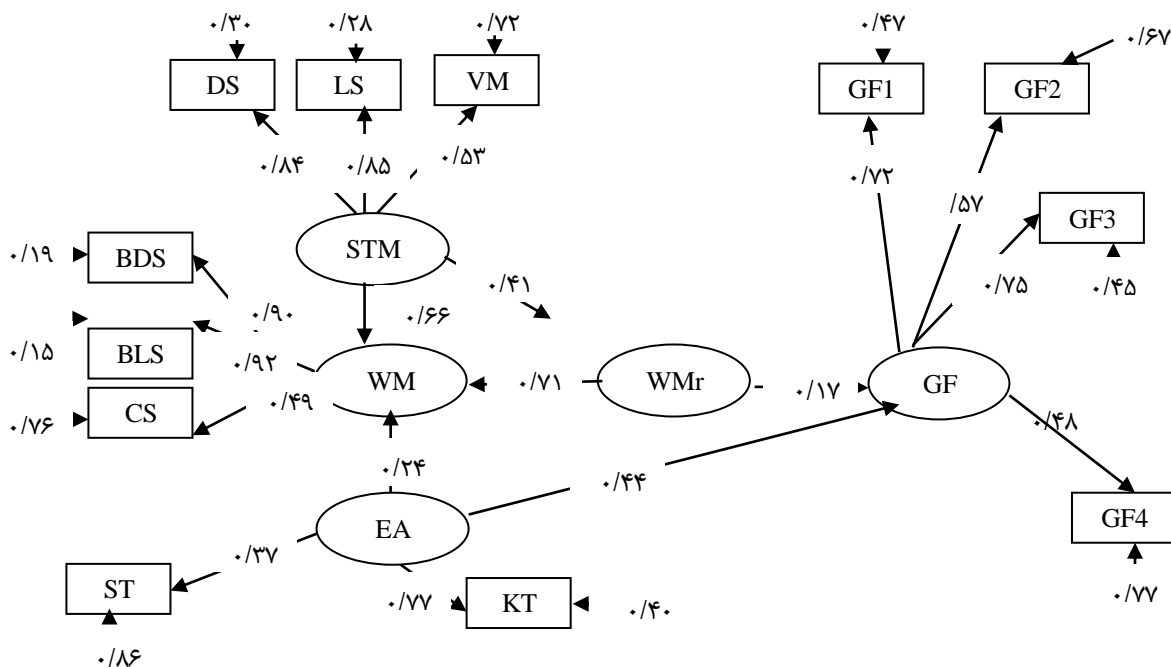 ۰/۳۰ ۰/۲۸ ۰/۷۲ ۰/۴۷ ۰/۶۷
DS LS VM GF1 GF2
۰/۸۴ ۰/۸۵ ۰/۵۳ ۰/۷۲ /۵۷
GF3
STM
۰/۱۹ BDS ۰/۴۱ ۰/۷۵ ۰/۴۵
۰/۹۰ ۰/۶۶
۰/۱۵ BLS ۰/۹۲
WM ۰/۷۱ WMr ۰/۱۷ GF
۰/۷۶ CS ۰/۴۹ ۰/۴۸
۰/۲۴ ۰/۴۴
EA GF4
۰/۳۷
ST ۰/۷۷ KT ۰/۴۰ ۰/۷۷
۰/۸۶